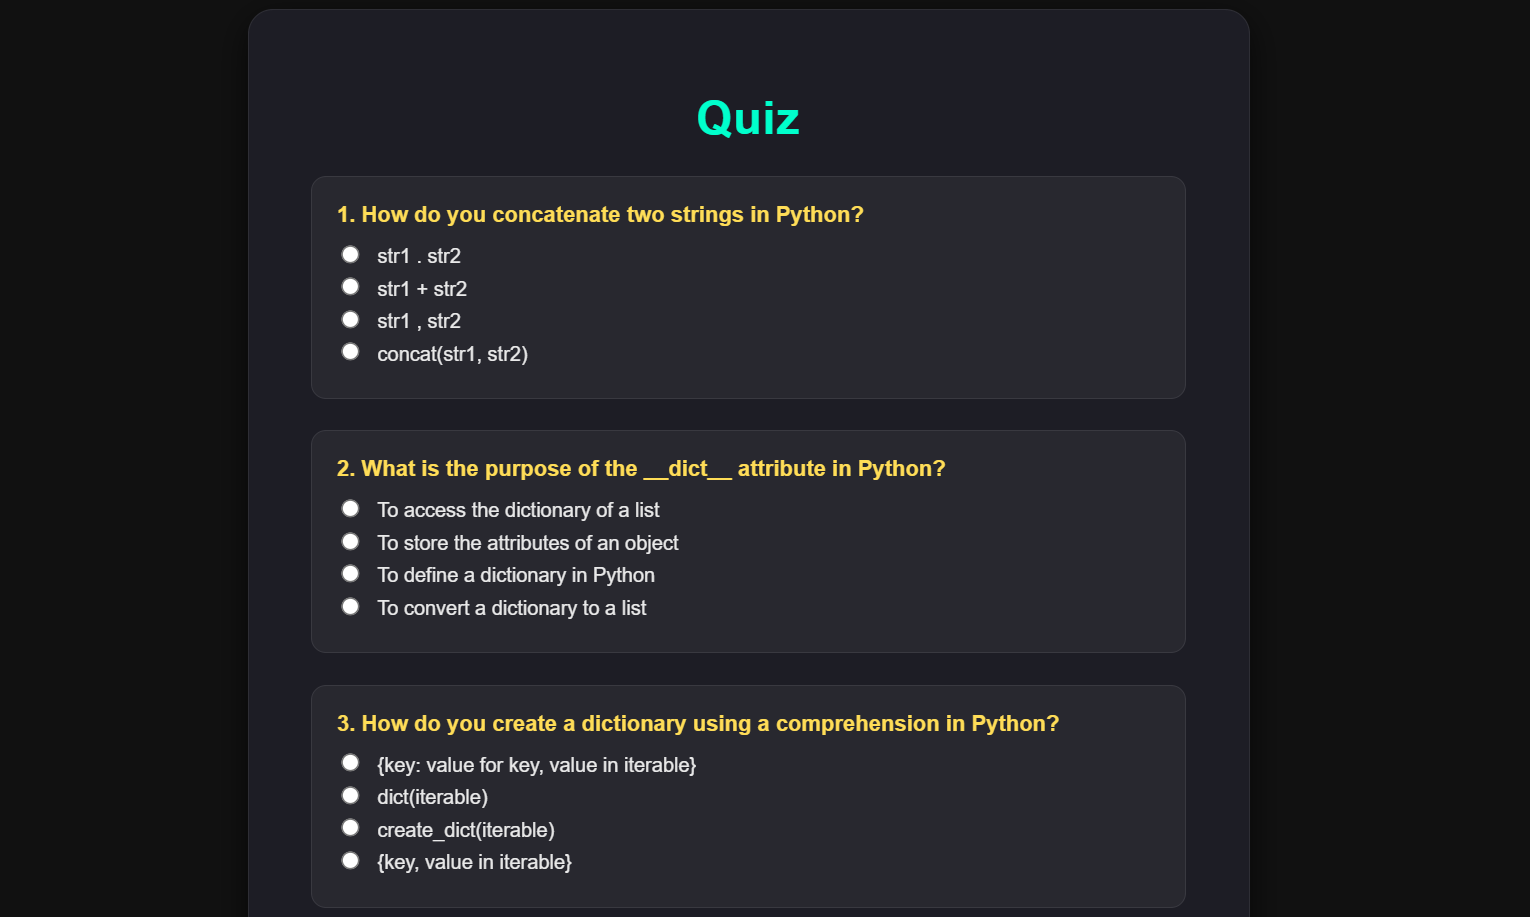 Quiz
1. How do you concatenate two strings in Python?
str1 . str2
str1 + str2
str1 , str2
concat(str1, str2)
2. What is the purpose of the __dict__ attribute in Python?
To access the dictionary of a list
To store the attributes of an object
To define a dictionary in Python
To convert a dictionary to a list
3. How do you create a dictionary using a comprehension in Python?
{key: value for key, value in iterable}
dict(iterable)
create_dict(iterable)
{key, value in iterable}